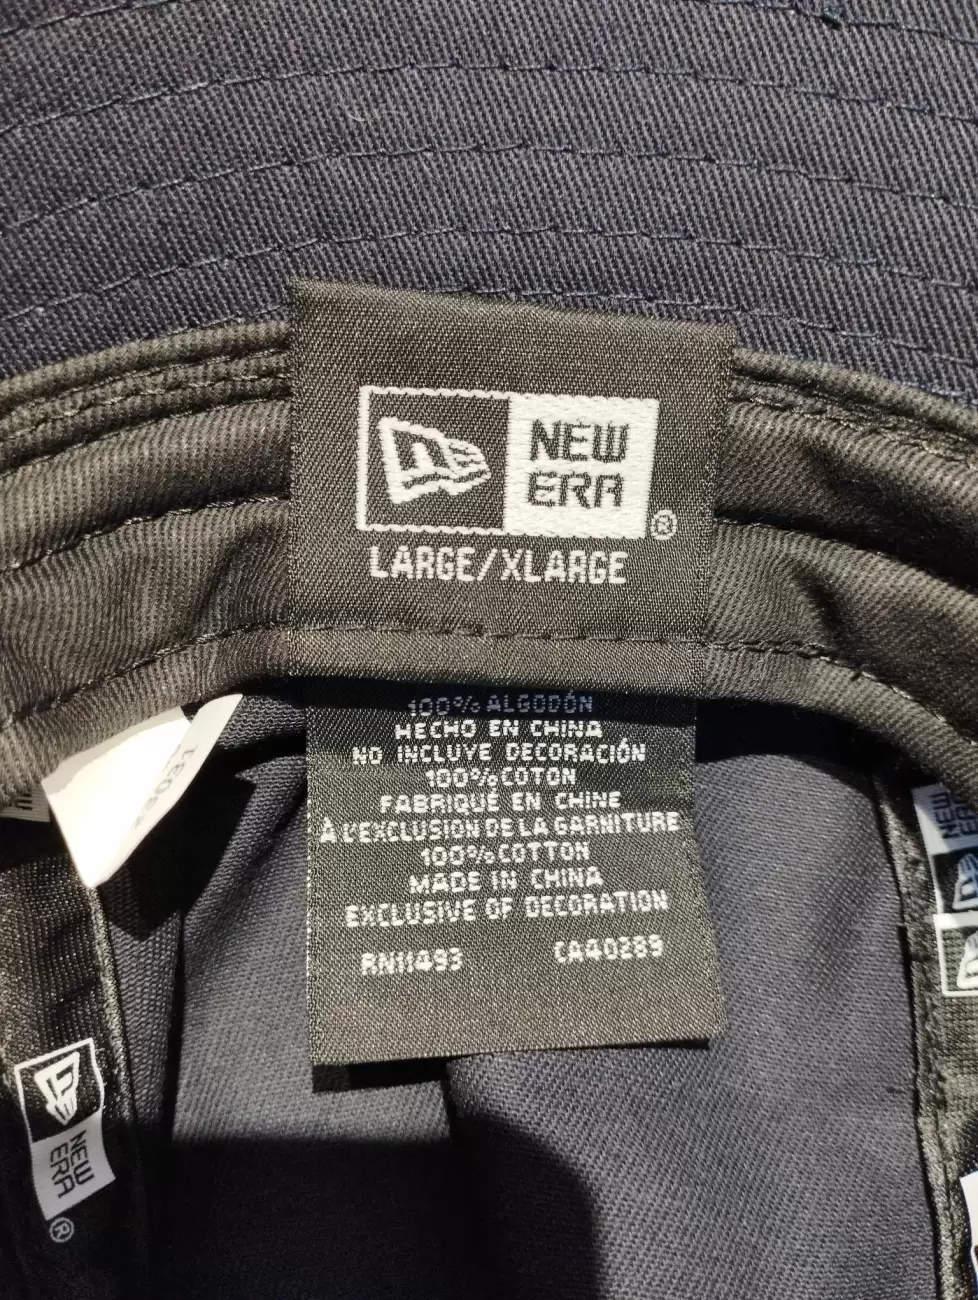 NEW
ERA
®
LARGE/XLARGE
100% ALGODÓN
HECHO EN CHINA
NO INCLUYE DECORACIÓN
100% COTON
FABRIQUÉ EN CHINE
À L'EXCLUSION DE LA GARNITURE
100% COTTON
MADE IN CHINA
EXCLUSIVE OF DECORATION
RN11493 CA40289
NEW
ERA
®
NEW